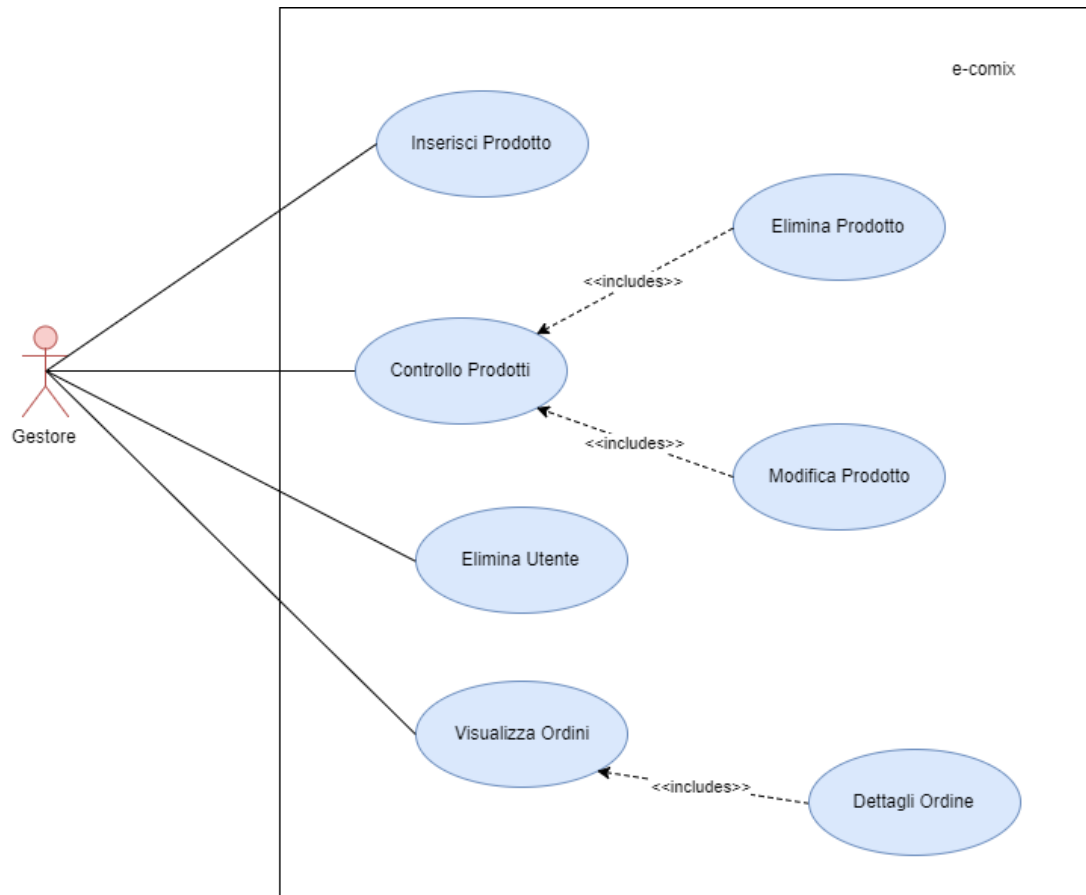 e-comix
Inserisci Prodotto
Elimina Prodotto
<<includes>>
Controllo Prodotti
Gestore
<<includes>>
Modifica Prodotto
Elimina Utente
Visualizza Ordini
<<includes>>
Dettagli Ordine